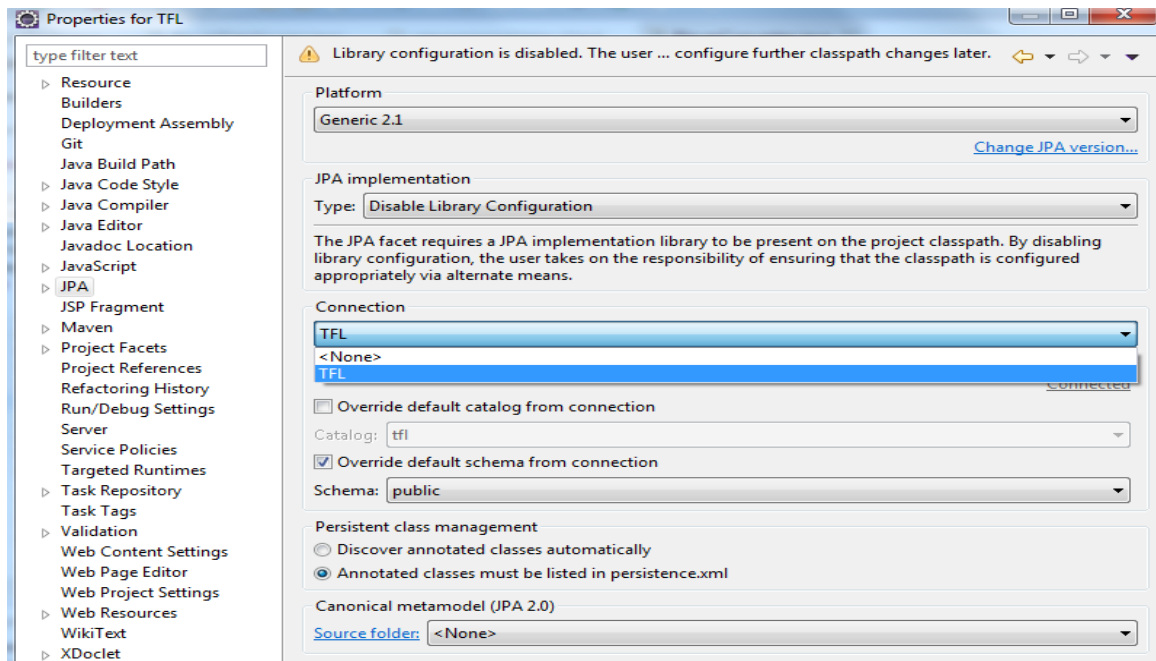 Properties for TFL
type filter text
Resource
Builders
Deployment Assembly
Git
Java Build Path
Java Code Style
Java Compiler
Java Editor
Javadoc Location
JavaScript
JPA
JSP Fragment
Maven
Project Facets
Project References
Refactoring History
Run/Debug Settings
Server
Service Policies
Targeted Runtimes
Task Repository
Task Tags
Validation
Web Content Settings
Web Page Editor
Web Project Settings
Web Resources
WikiText
XDoclet
Library configuration is disabled. The user ... configure further classpath changes later.
Platform
Generic 2.1
Change JPA version...
JPA implementation
Type: Disable Library Configuration
The JPA facet requires a JPA implementation library to be present on the project classpath. By disabling
library configuration, the user takes on the responsibility of ensuring that the classpath is configured
appropriately via alternate means.
Connection
TFL
<None>
TFL
Connected
Override default catalog from connection
Catalog: tfl
Override default schema from connection
Schema: public
Persistent class management
Discover annotated classes automatically
Annotated classes must be listed in persistence.xml
Canonical metamodel (JPA 2.0)
Source folder: <None>